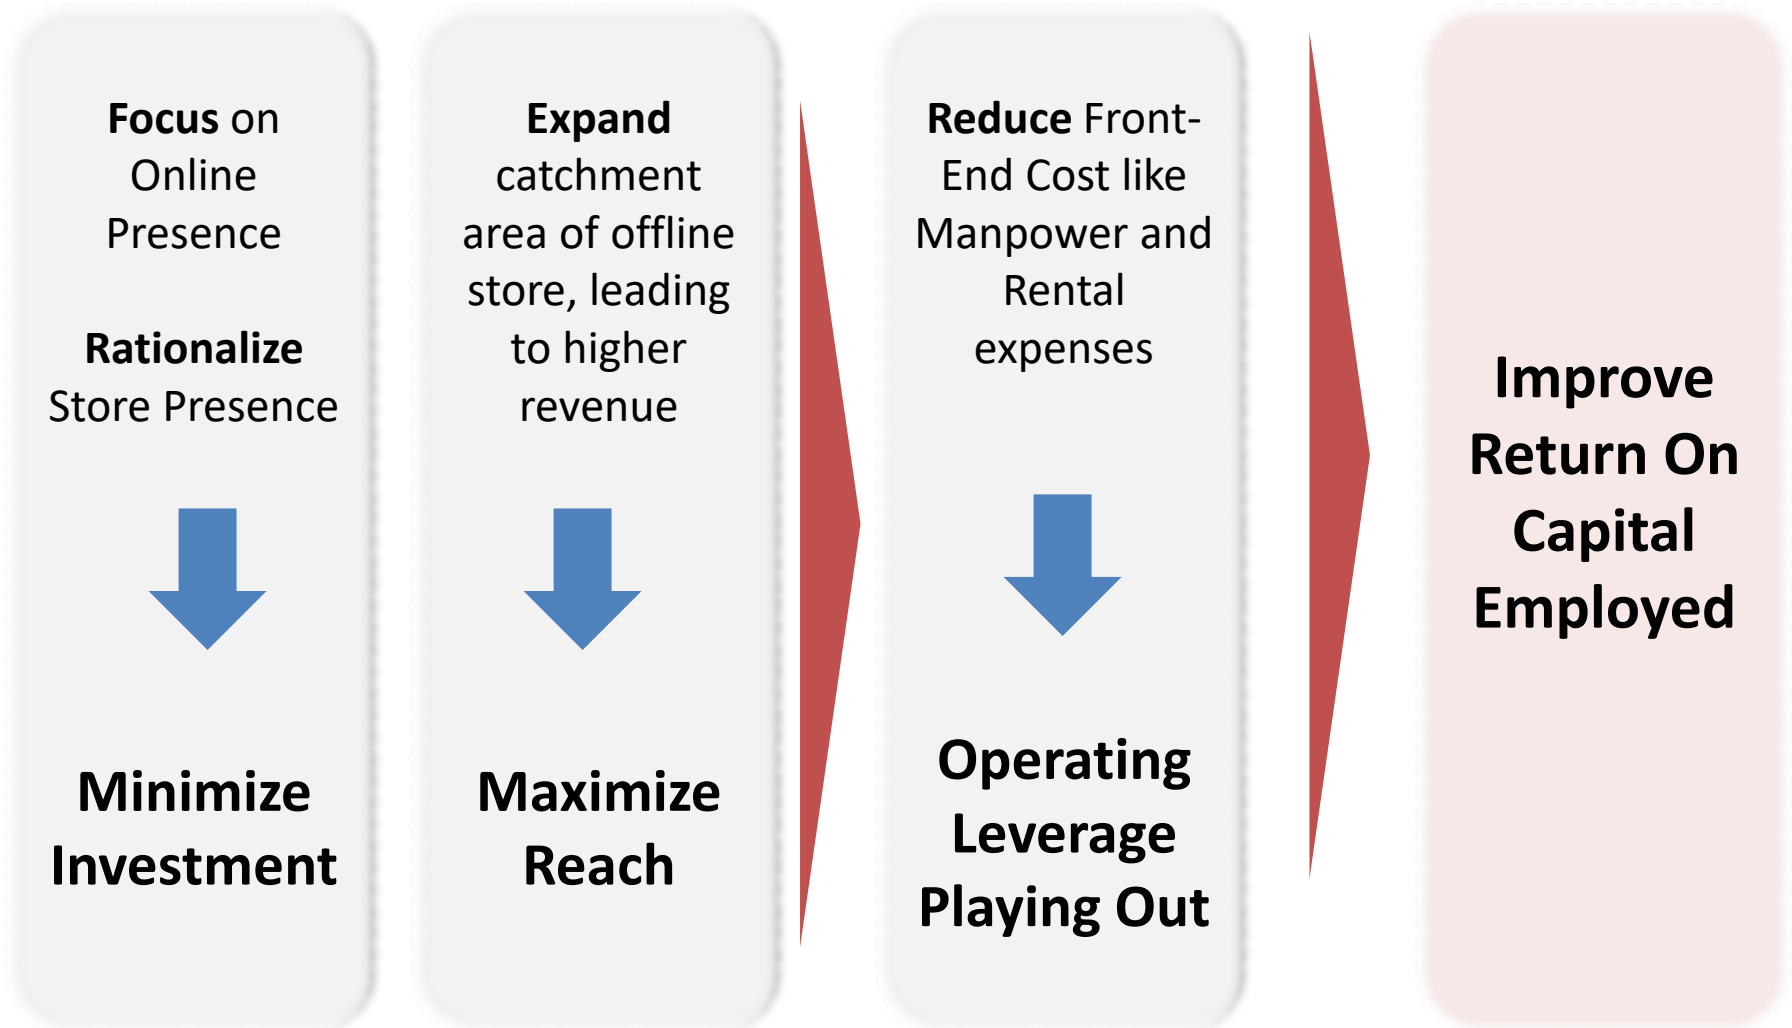 Focus on
Online
Presence
Rationalize
Store Presence
Minimize
Investment
Expand
catchment
area of offline
store, leading
to higher
revenue
Maximize
Reach
Reduce Front-
End Cost like
Manpower and
Rental
expenses
Operating
Leverage
Playing Out
Improve
Return On
Capital
Employed